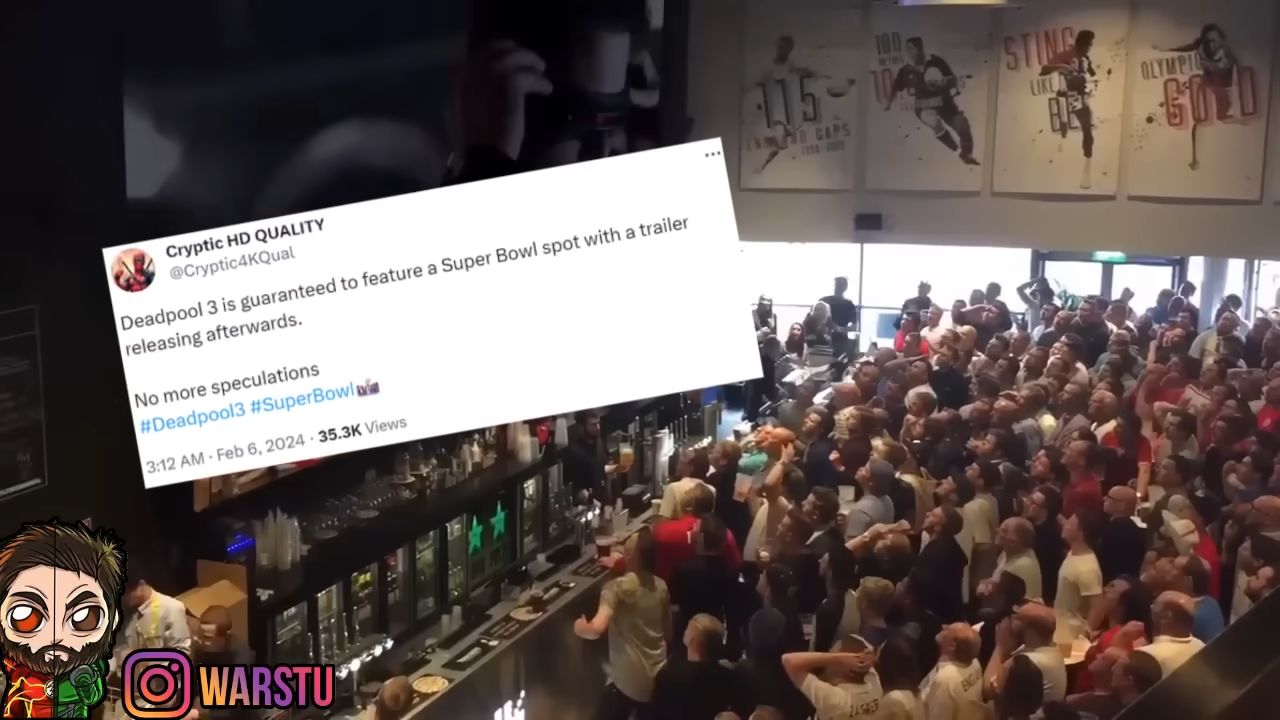 115
ENGLAND CAPS
100
10
STING
LIKE A
BEE
OLYMPIC
GOLD
Cryptic HD QUALITY
@Cryptic4KQual
Deadpool 3 is guaranteed to feature a Super Bowl spot with a trailer
releasing afterwards.
No more speculations
#Deadpool3 #SuperBowl
3:12 AM · Feb 6, 2024 · 35.3K Views
WARSTU